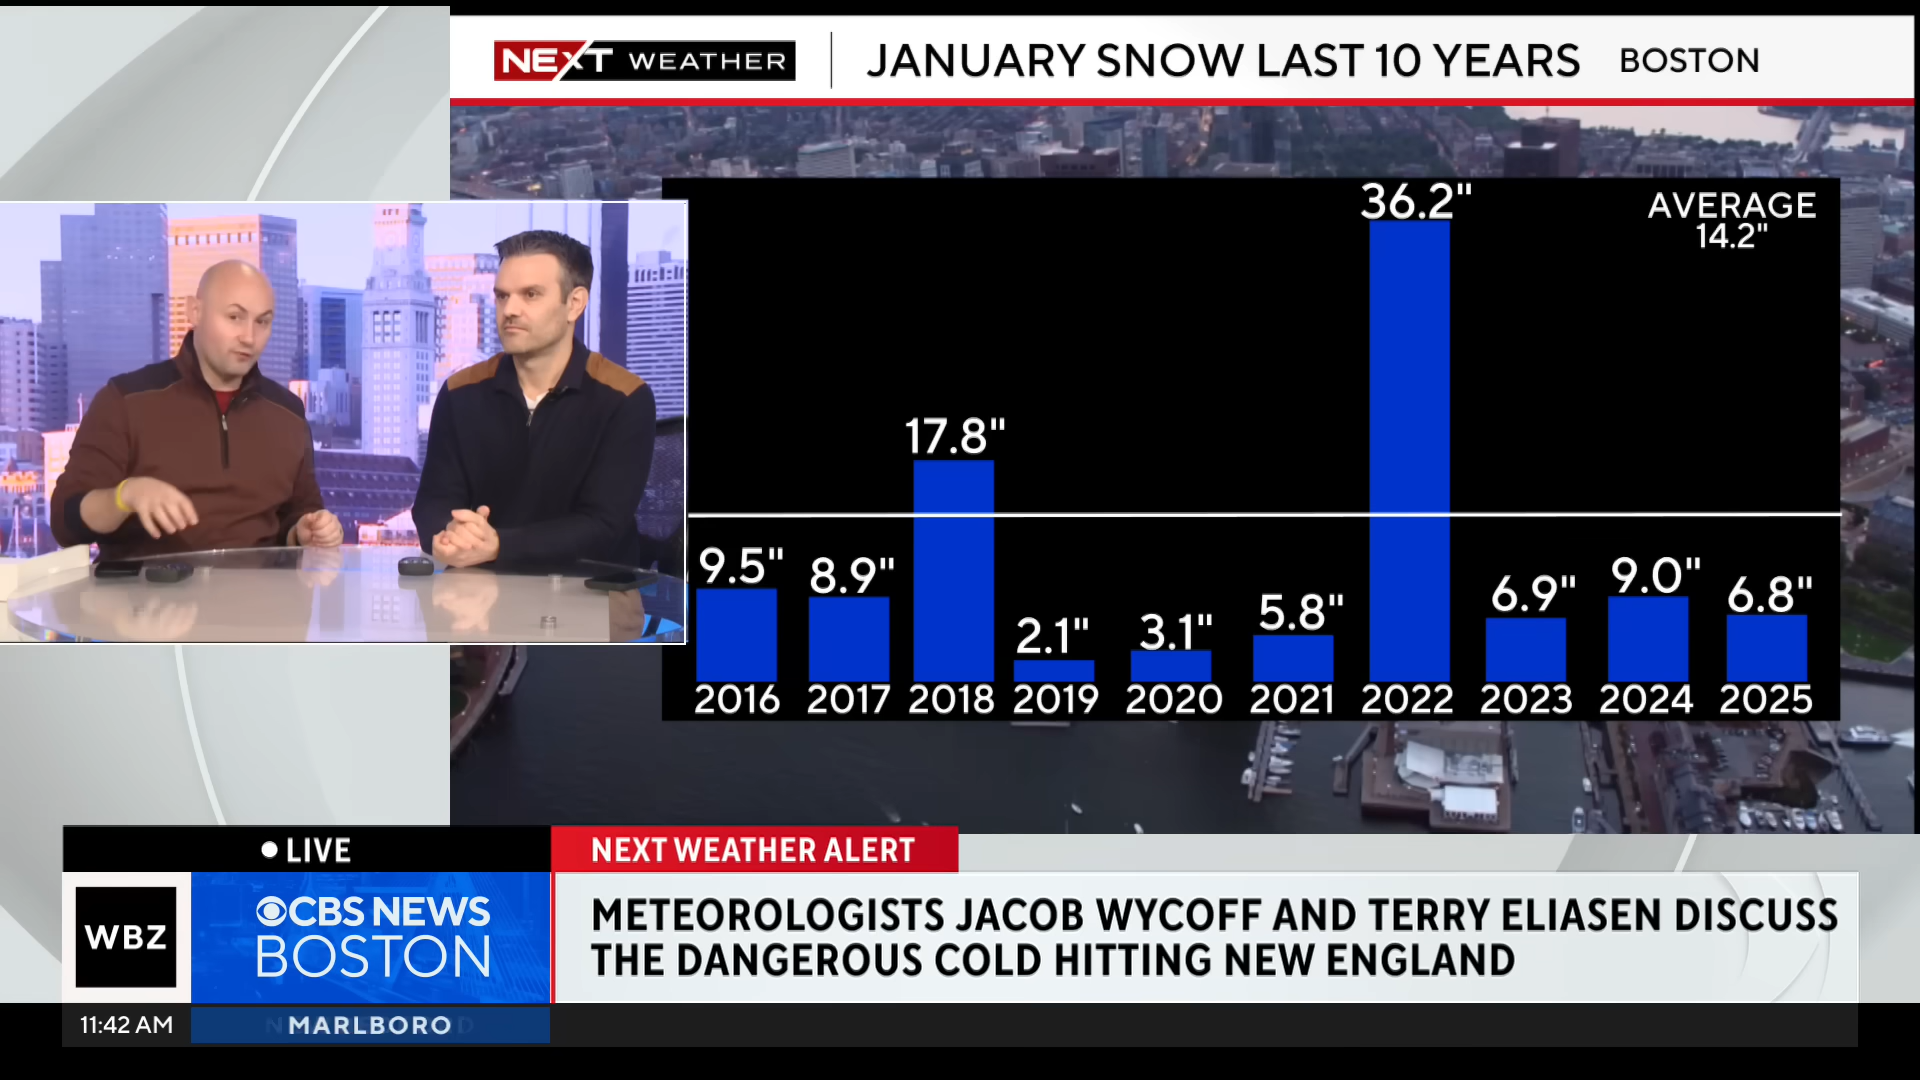 NEXT WEATHER
JANUARY SNOW LAST 10 YEARS BOSTON
AVERAGE
14.2"
36.2"
17.8"
9.5" 8.9" 2.1" 3.1" 5.8" 6.9" 9.0" 6.8"
2016 2017 2018 2019 2020 2021 2022 2023 2024 2025
LIVE
NEXT WEATHER ALERT
WBZ
CBS NEWS
BOSTON
METEOROLOGISTS JACOB WYCOFF AND TERRY ELIASEN DISCUSS
THE DANGEROUS COLD HITTING NEW ENGLAND
11:42 AM
MARLBORO